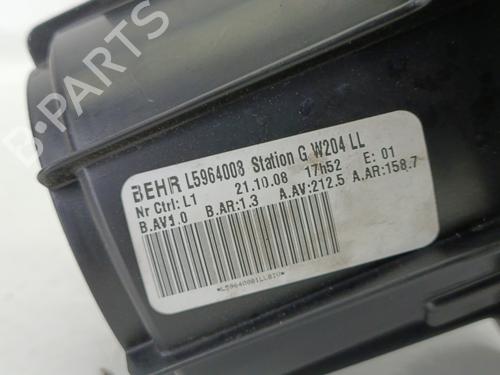 B-PARTS
BEHR L5964008 Station G W204 LL
Nr Ctrl: L1 21.10.08 17h52 E: 01
B.AV:1.0 B.AR:1.3 A.AV:212.5 A.AR:158.7